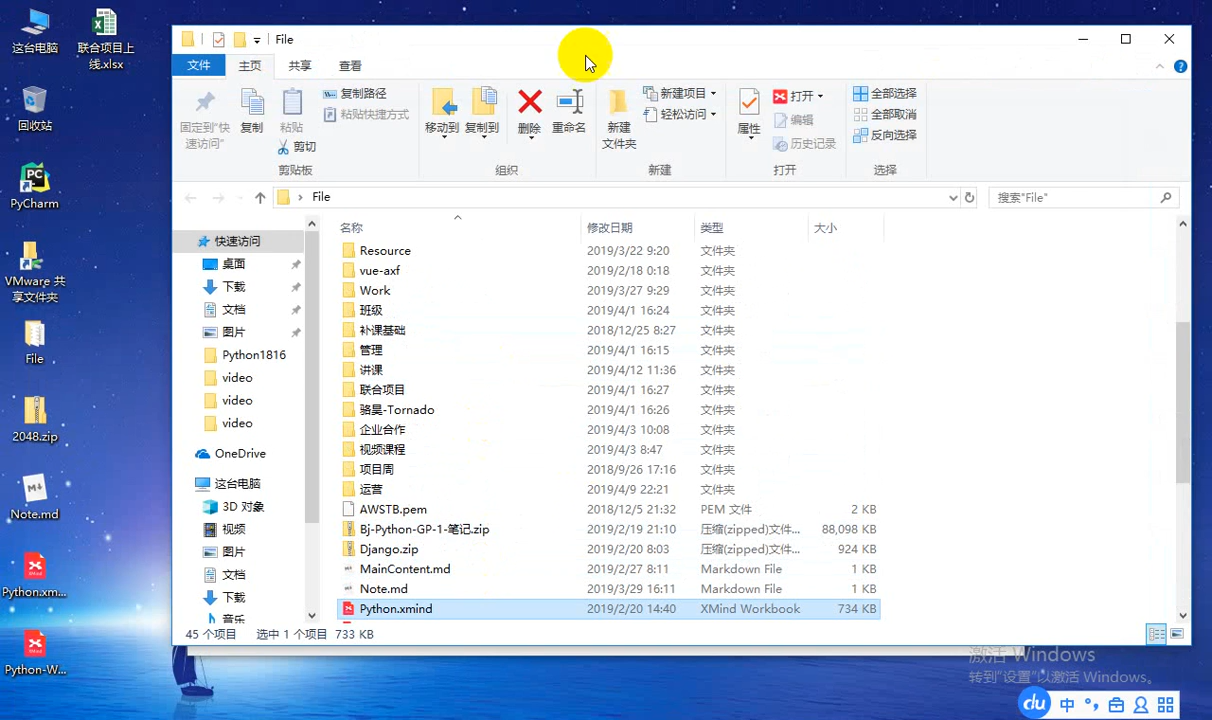 这台电脑
联合项目上
线.xlsx
回收站
PyCharm
VMware 共
享文件夹
File
2048.zip
Note.md
Python.xm...
Python-W...
File
文件
主页
共享
查看
固定到"快
速访问"
复制
粘贴
复制路径
粘贴快捷方式
剪切
剪贴板
移动到
复制到
删除
重命名
组织
新建
文件夹
新建项目
轻松访问
新建
属性
打开
编辑
历史记录
打开
全部选择
全部取消
反向选择
选择
File
搜索"File"
快速访问
桌面
下载
文档
图片
Python1816
video
video
video
OneDrive
这台电脑
3D 对象
视频
图片
文档
下载
音乐
名称 修改日期 类型 大小
Resource 2019/3/22 9:20 文件夹
vue-axf 2019/2/18 0:18 文件夹
Work 2019/3/27 9:29 文件夹
班级 2019/4/1 16:24 文件夹
补课基础 2018/12/25 8:27 文件夹
管理 2019/4/1 16:15 文件夹
讲课 2019/4/12 11:36 文件夹
联合项目 2019/4/1 16:27 文件夹
骆昊-Tornado 2019/4/1 16:26 文件夹
企业合作 2019/4/3 10:08 文件夹
视频课程 2019/4/3 8:47 文件夹
项目周 2018/9/26 17:16 文件夹
运营 2019/4/9 22:21 文件夹
AWSTB.pem 2018/12/5 21:32 PEM 文件 2 KB
Bj-Python-GP-1-笔记.zip 2019/2/19 21:10 压缩(zipped)文件... 88,098 KB
Django.zip 2019/2/20 8:03 压缩(zipped)文件... 924 KB
MainContent.md 2019/2/27 8:11 Markdown File 1 KB
Note.md 2019/3/29 16:11 Markdown File 1 KB
Python.xmind 2019/2/20 14:40 XMind Workbook 734 KB
45 个项目 选中 1 个项目 733 KB
激活 Windows
转到"设置"以激活 Windows。
du 中